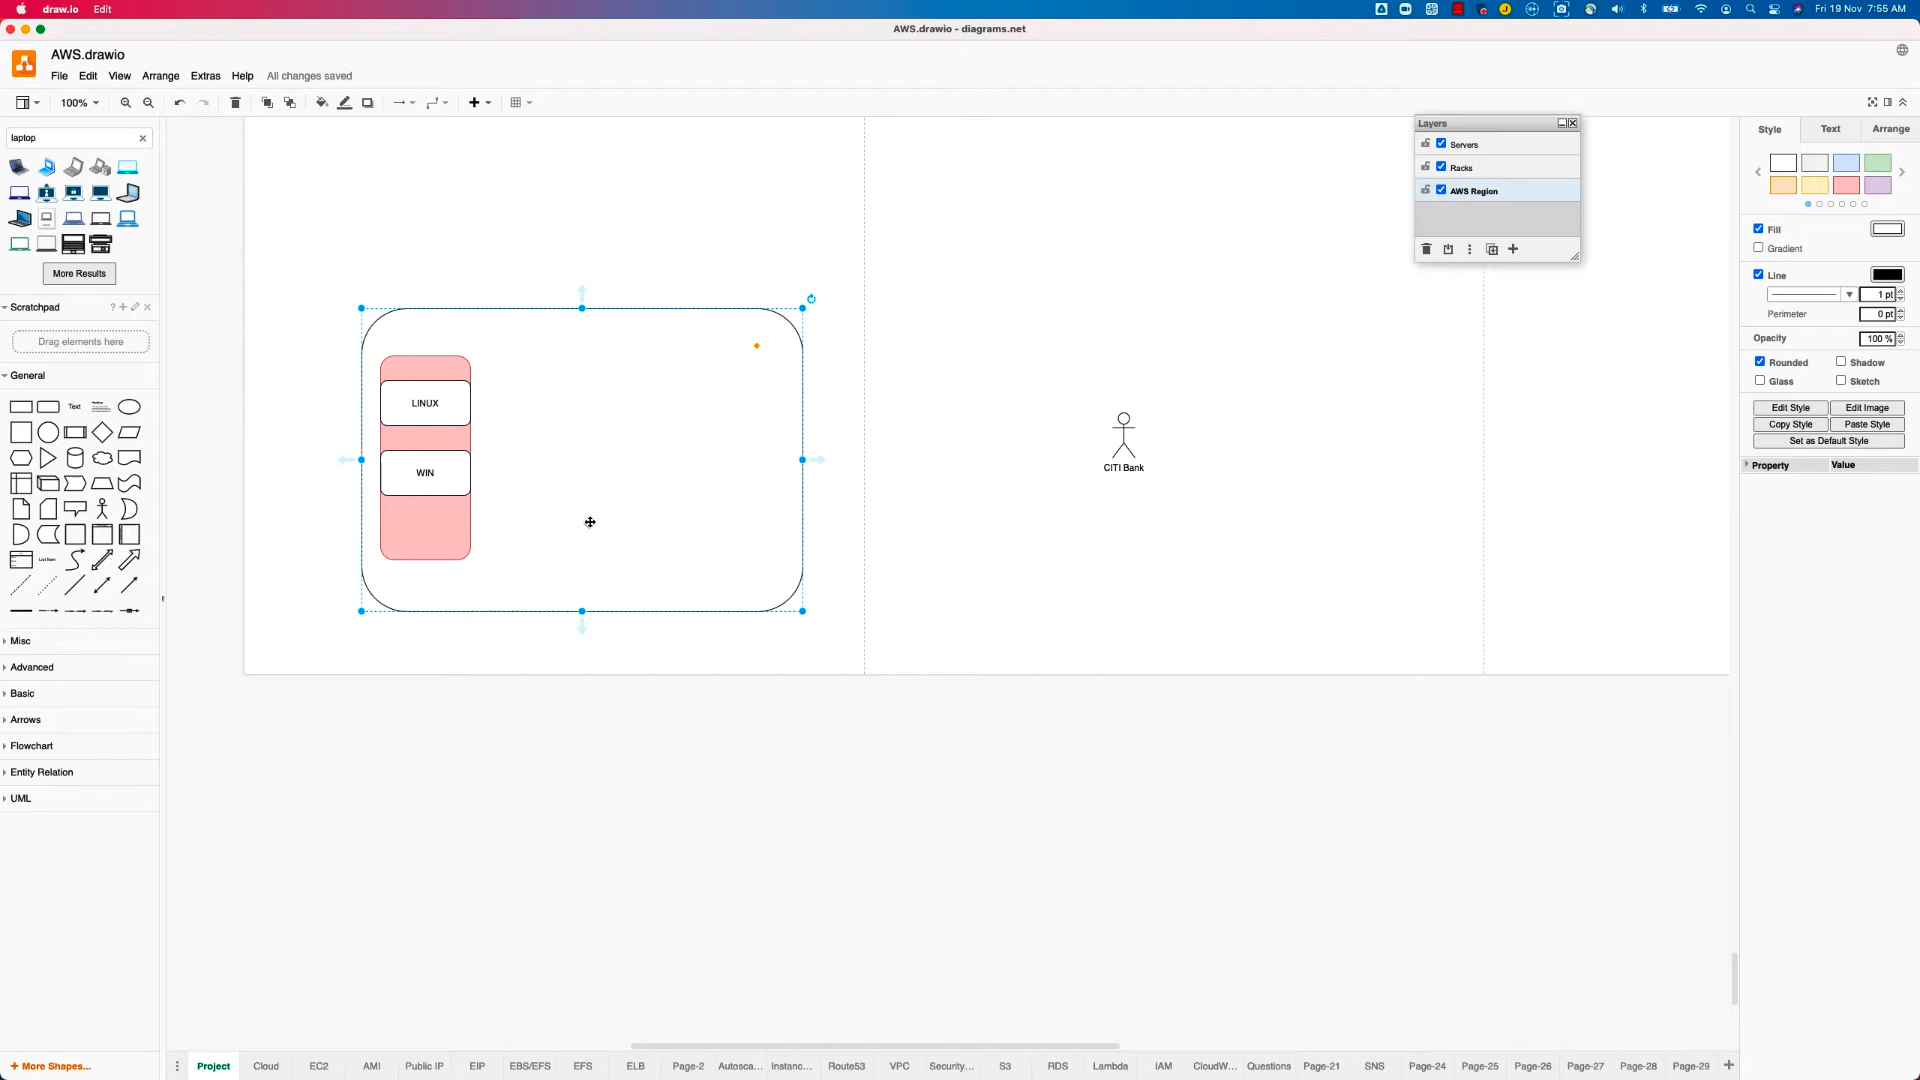 draw.io Edit
Fri 19 Nov 7:55 AM
AWS.drawio - diagrams.net
AWS.drawio
File Edit View Arrange Extras Help All changes saved
100%
laptop
More Results
Scratchpad
Drag elements here
General
Text
Misc
Advanced
Basic
Arrows
Flowchart
Entity Relation
UML
+ More Shapes...
LINUX
WIN
CITI Bank
Layers
Servers
Racks
AWS Region
Style Text Arrange
Fill
Gradient
Line
1 pt
Perimeter
0 pt
Opacity
100 %
Rounded Shadow
Glass Sketch
Edit Style Edit Image
Copy Style Paste Style
Set as Default Style
Property Value
Project Cloud EC2 AMI Public IP EIP EBS/EFS EFS ELB Page-2 Autosca... Instanc... Route53 VPC Security... S3 RDS Lambda IAM CloudW... Questions Page-21 SNS Page-24 Page-25 Page-26 Page-27 Page-28 Page-29